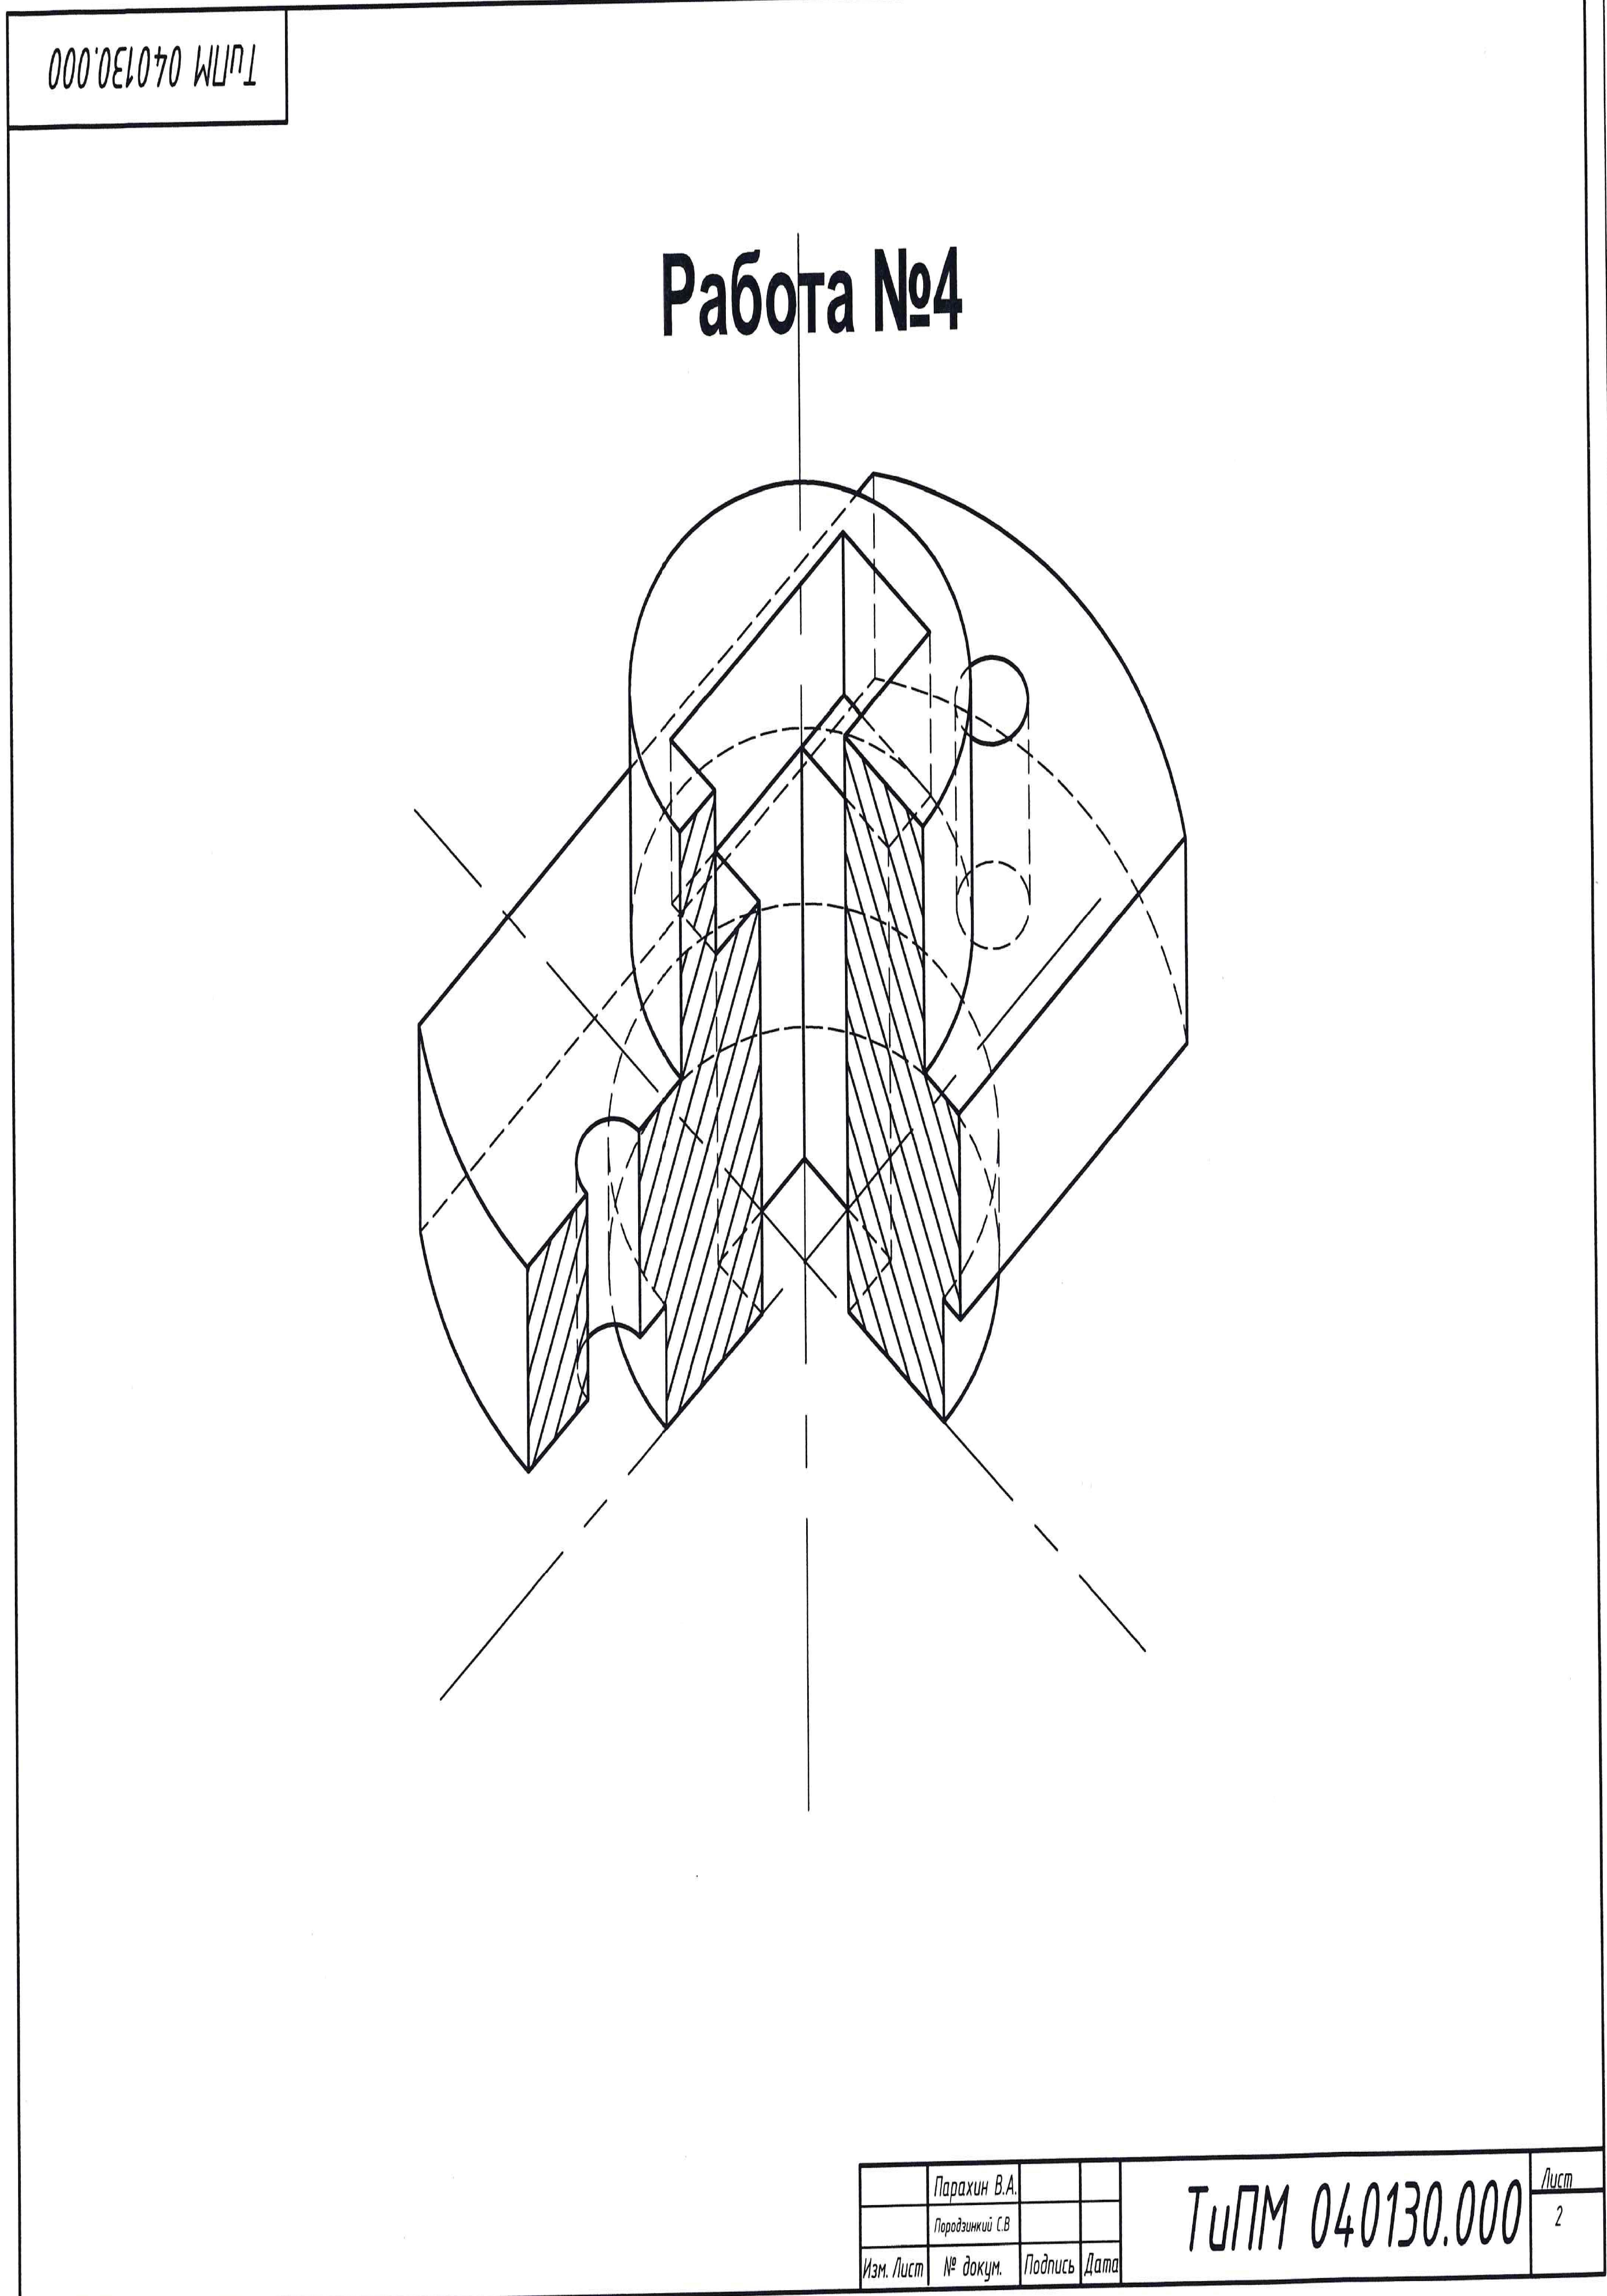 ТиПМ 040130.000
Работа №4
Парахин В.А.
Породзинкий С.В
Изм. Лист № докум. Подпись Дата
ТиПМ 040130.000
Лист
2